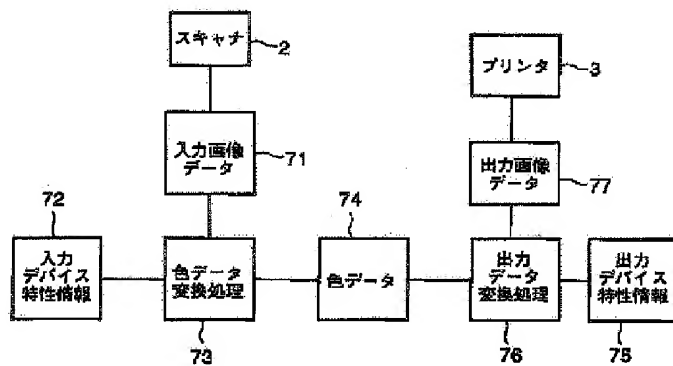 スキャナ
2
プリンタ
3
入力画像
データ
71
出力画像
データ
77
72
74
入力
デバイス
特性情報
色データ
変換処理
色データ
出力
データ
変換処理
出力
デバイス
特性情報
73
76
75